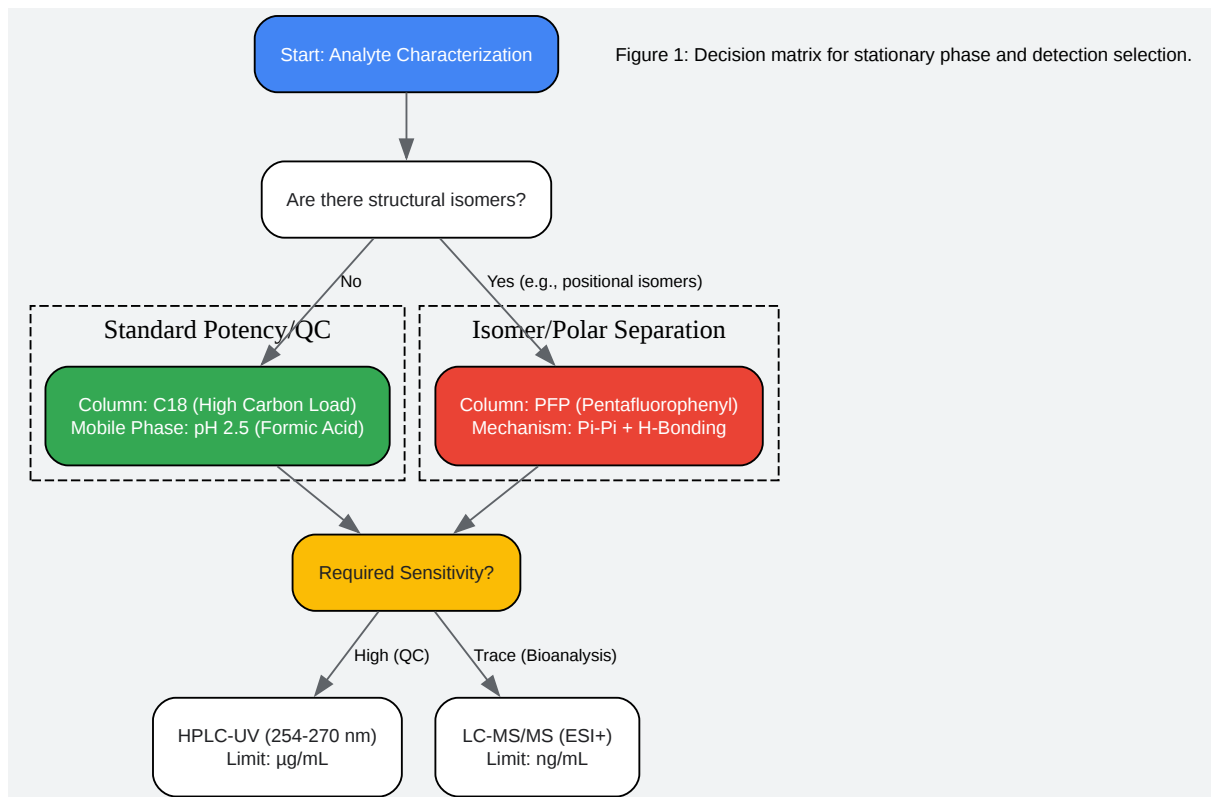 Start: Analyte Characterization
Figure 1: Decision matrix for stationary phase and detection selection.
Are there structural isomers?
No
Yes (e.g., positional isomers)
Standard Potency/QC
Isomer/Polar Separation
Column: C18 (High Carbon Load)
Mobile Phase: pH 2.5 (Formic Acid)
Column: PFP (Pentafluorophenyl)
Mechanism: Pi-Pi + H-Bonding
Required Sensitivity?
High (QC)
Trace (Bioanalysis)
HPLC-UV (254-270 nm)
Limit: µg/mL
LC-MS/MS (ESI+)
Limit: ng/mL